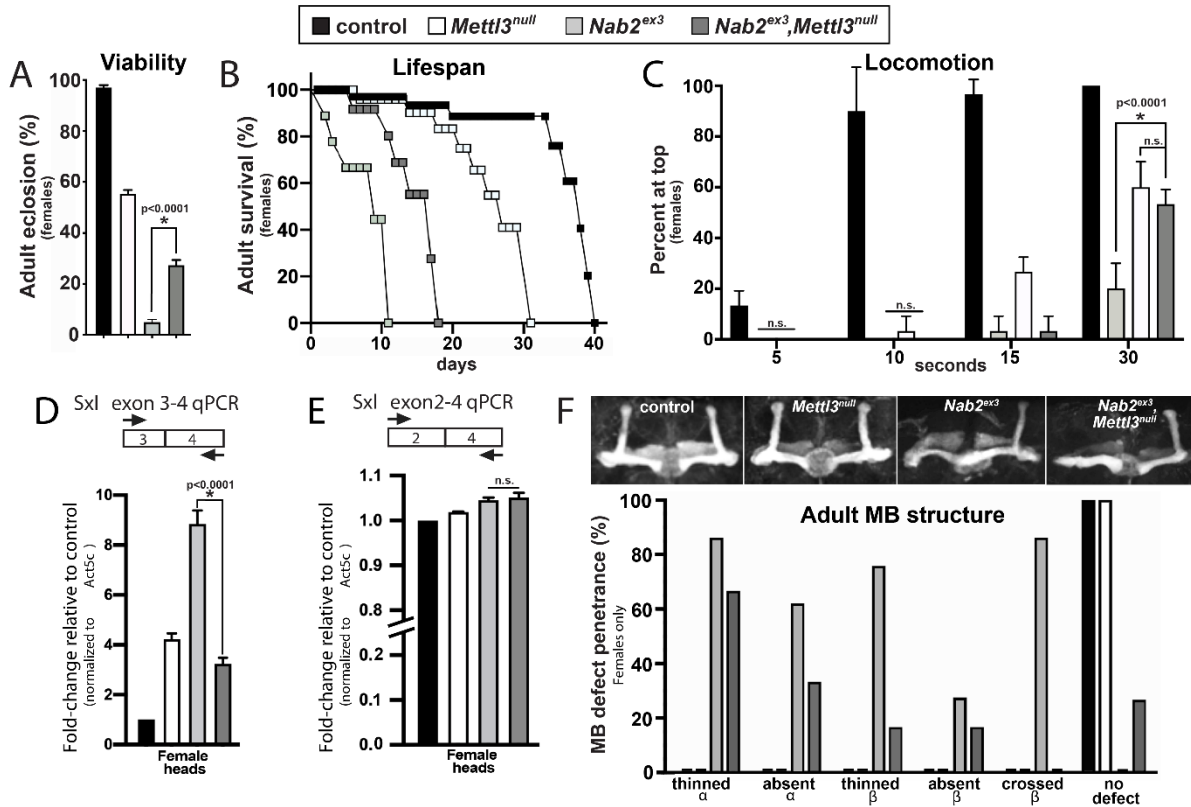 control Mettl3null Nab2ex3 Nab2ex3,Mettl3null
A
Viability
Adult eclosion (%)
(females)
100
80
60
40
20
0
p<0.0001
*
B
Lifespan
Adult survival (%)
(females)
100
80
60
40
20
0
0 10 20 30 40
days
C
Locomotion
Percent at top
(females)
100
80
60
40
20
0
n.s.
n.s.
p<0.0001
*
n.s.
5 10 15 30
seconds
D
Sxl exon 3-4 qPCR
3 4
Fold-change relative to control
(normalized to Act5c)
10
8
6
4
2
0
p<0.0001
*
Female
heads
E
Sxl exon2-4 qPCR
2 4
Fold-change relative to control
(normalized to Act5c)
1.1
1.0
0.9
0.8
0.2
0.1
0.0
n.s.
Female
heads
F
control Mettl3null Nab2ex3 Nab2ex3,
Mettl3null
Adult MB structure
MB defect penetrance (%)
Females only
100
80
60
40
20
0
thinned absent thinned absent crossed no
α α β β β defect